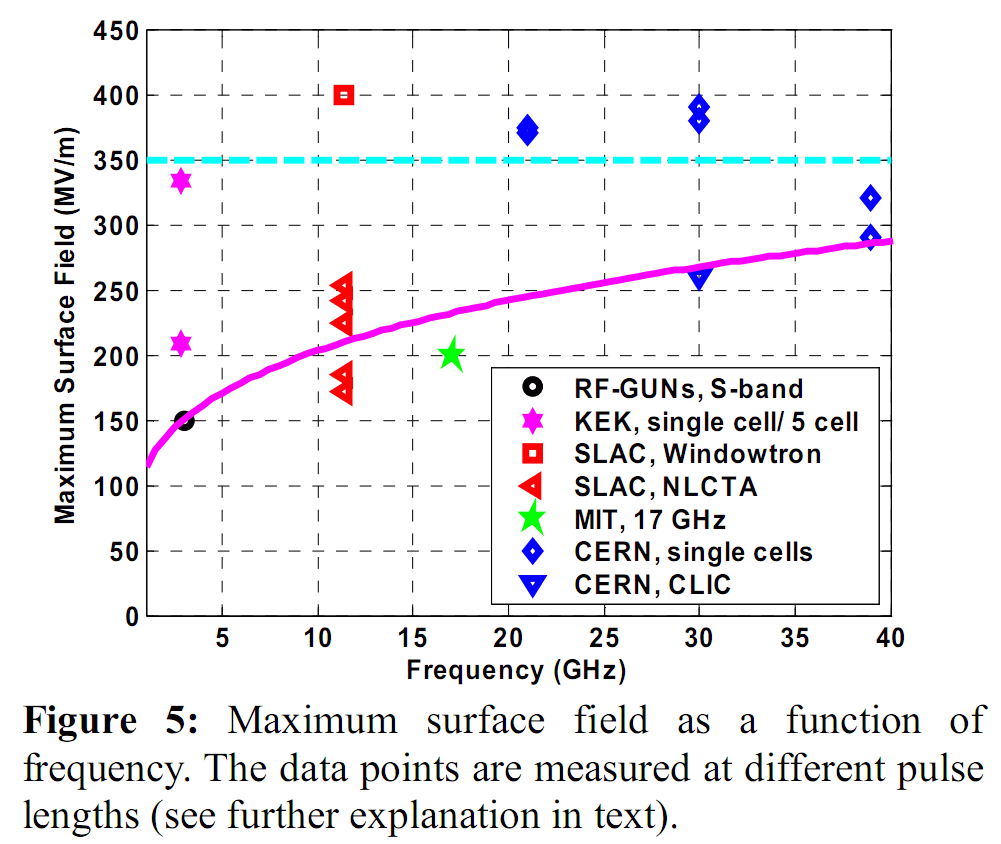 450
400
350
300
250
200
150
100
50
0
Maximum Surface Field (MV/m)
5 10 15 20 25 30 35 40
Frequency (GHz)
RF-GUNs, S-band
KEK, single cell/ 5 cell
SLAC, Windowtron
SLAC, NLCTA
MIT, 17 GHz
CERN, single cells
CERN, CLIC
Figure 5: Maximum surface field as a function of
frequency. The data points are measured at different pulse
lengths (see further explanation in text).